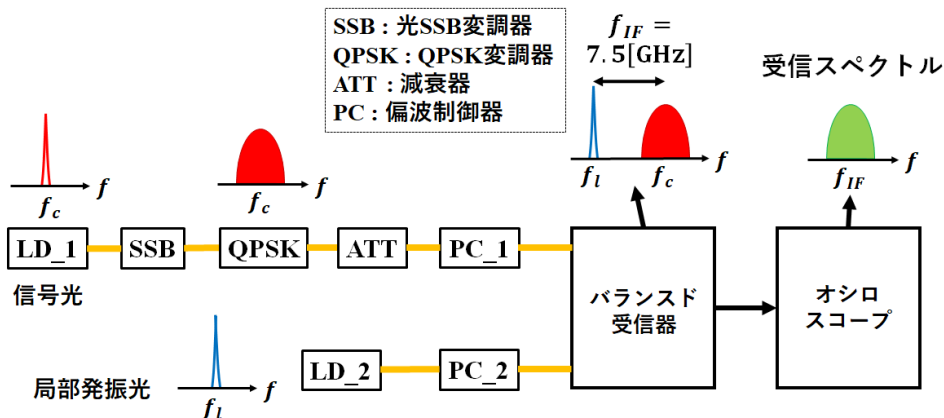 SSB : 光SSB変調器
QPSK : QPSK変調器
ATT : 減衰器
PC : 偏波制御器
f_IF =
7.5[GHz]
受信スペクトル
f
f_c
f
f_c
f
f_l
f_c
f
f_IF
LD_1
SSB
QPSK
ATT
PC_1
信号光
バランスド
受信器
オシロ
スコープ
局部発振光
f
f_l
LD_2
PC_2